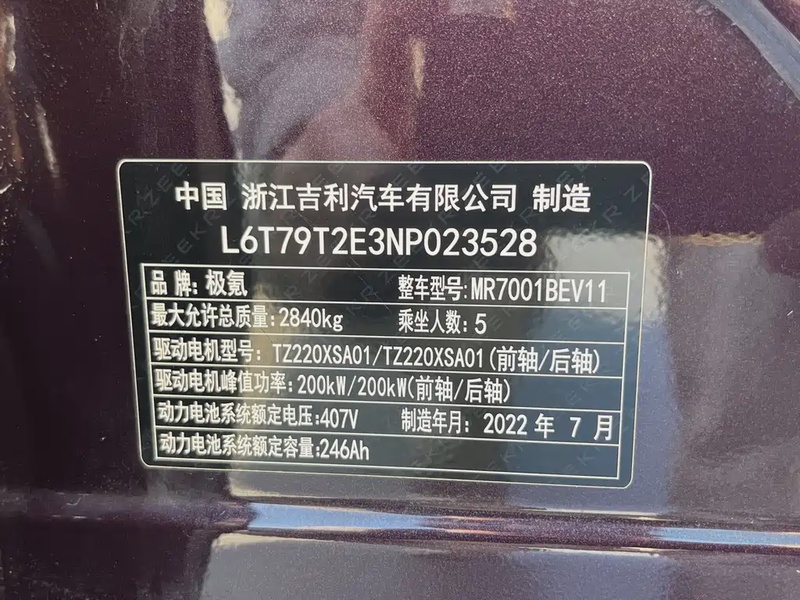 中国 浙江吉利汽车有限公司 制造
L6T79T2E3NP023528
品 牌: 极氪 整车型号: MR7001BEV11
最大允许总质量: 2840kg 乘坐人数: 5
驱动电机型号: TZ220XSA01/TZ220XSA01(前轴/后轴)
驱动电机峰值功率: 200kW/200kW(前轴/后轴)
动力电池系统额定电压: 407V 制造年月: 2022 年 7 月
动力电池系统额定容量: 246Ah